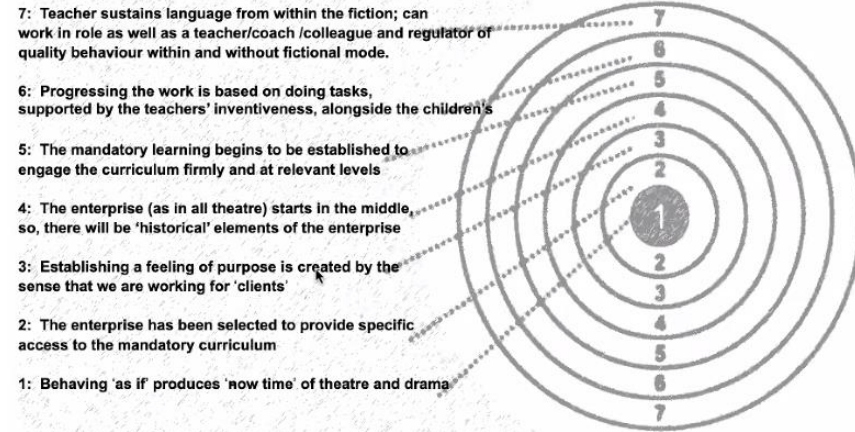 7: Teacher sustains language from within the fiction; can
work in role as well as a teacher/coach /colleague and regulator of
quality behaviour within and without fictional mode.
6: Progressing the work is based on doing tasks,
supported by the teachers' inventiveness, alongside the children's
5: The mandatory learning begins to be established to
engage the curriculum firmly and at relevant levels
4: The enterprise (as in all theatre) starts in the middle,
so, there will be 'historical' elements of the enterprise
3: Establishing a feeling of purpose is created by the
sense that we are working for 'clients'
2: The enterprise has been selected to provide specific
access to the mandatory curriculum
1: Behaving 'as if' produces 'now time' of theatre and drama
7
6
5
4
3
2
1
2
3
4
5
6
7